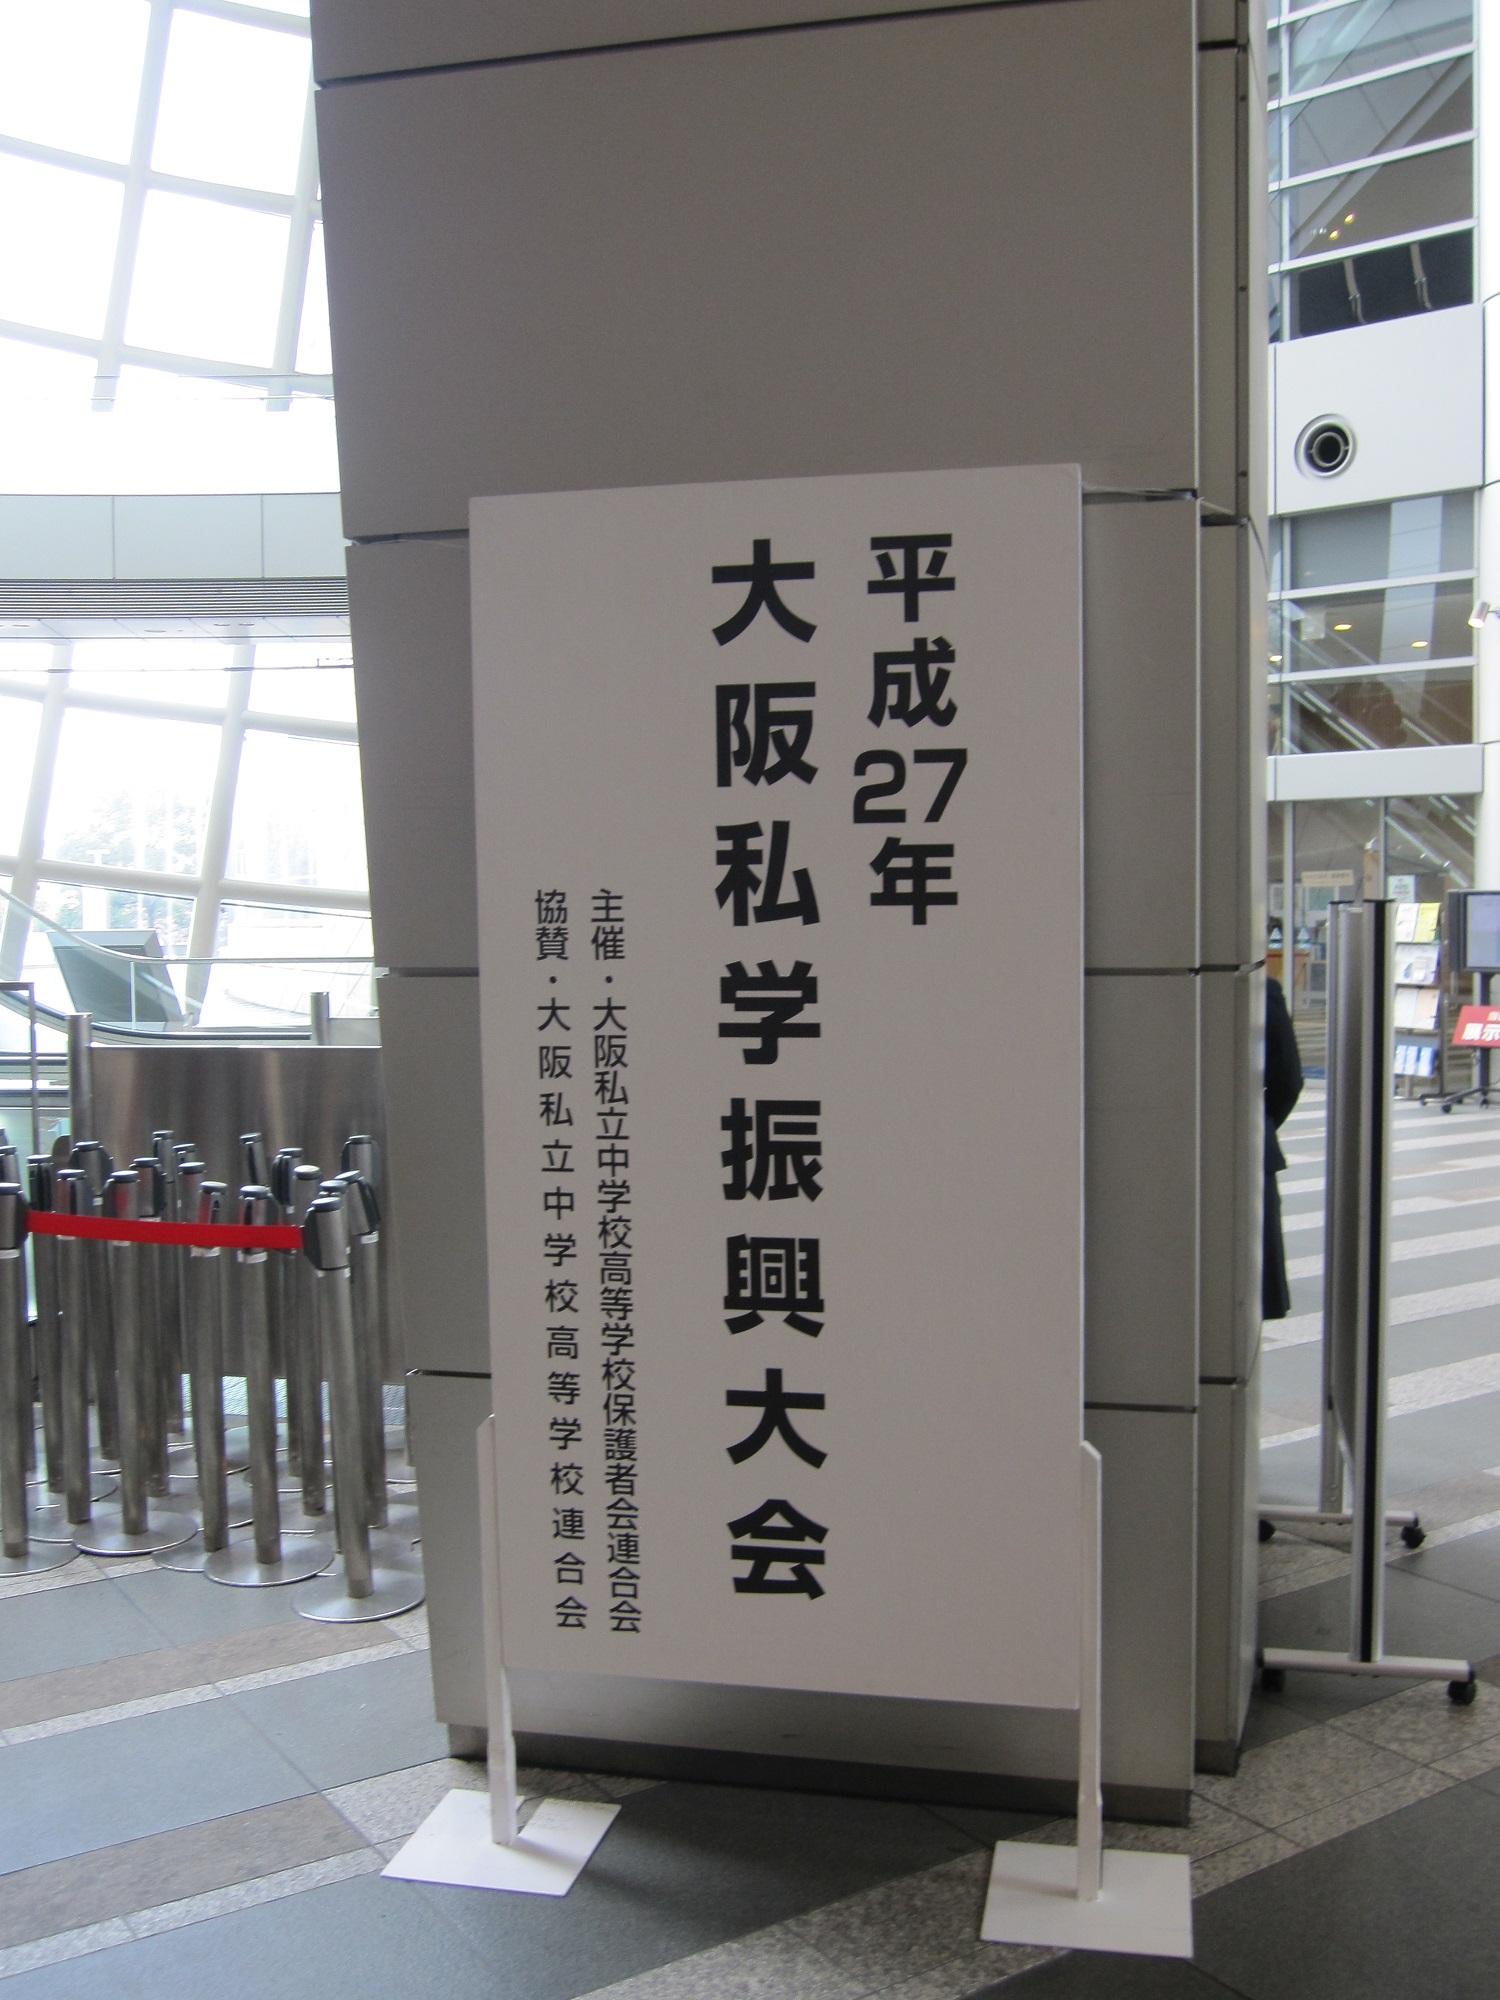 平成27年
大阪私学振興大会
主催・大阪私立中学校高等学校保護者会連合会
協賛・大阪私立中学校高等学校連合会
展示